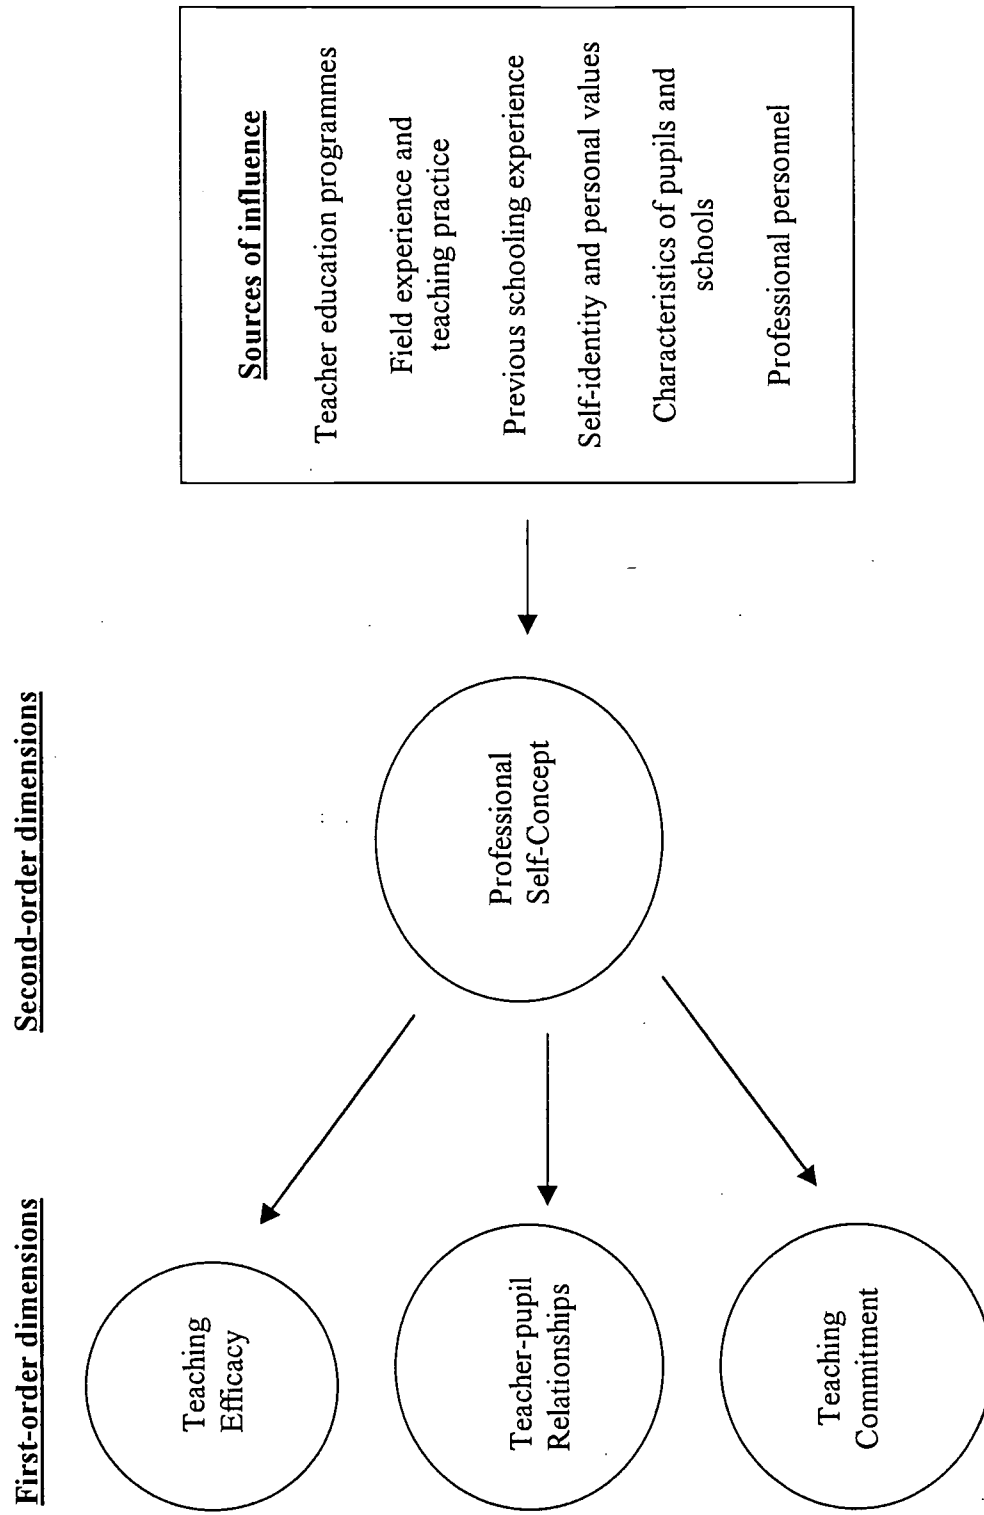 First-order dimensions
Second-order dimensions
Teaching
Efficacy
Teacher-pupil
Relationships
Teaching
Commitment
Professional
Self-Concept
Sources of influence
Teacher education programmes
Field experience and
teaching practice
Previous schooling experience
Self-identity and personal values
Characteristics of pupils and
schools
Professional personnel